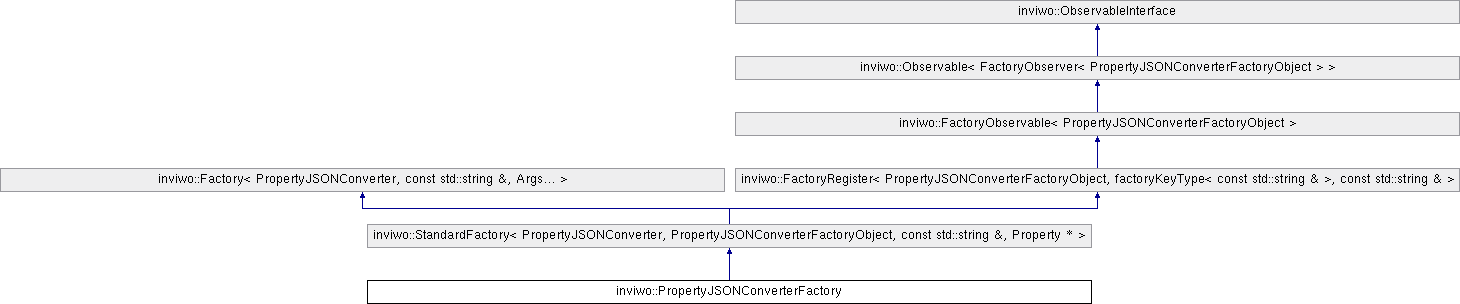 inviwo::ObservableInterface
inviwo::Observable< FactoryObserver< PropertyJSONConverterFactoryObject > >
inviwo::FactoryObservable< PropertyJSONConverterFactoryObject >
inviwo::Factory< PropertyJSONConverter, const std::string &, Args... >
inviwo::FactoryRegister< PropertyJSONConverterFactoryObject, factoryKeyType< const std::string & >, const std::string & >
inviwo::StandardFactory< PropertyJSONConverter, PropertyJSONConverterFactoryObject, const std::string &, Property * >
inviwo::PropertyJSONConverterFactory